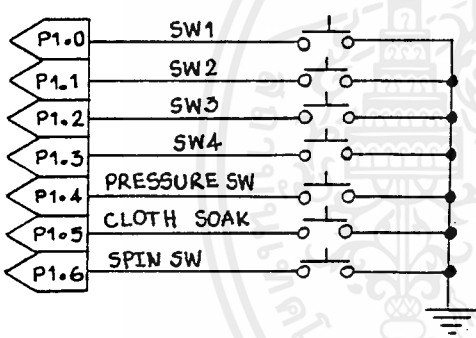 P1.0 SW1
P1.1 SW2
P1.2 SW3
P1.3 SW4
P1.4 PRESSURE SW
P1.5 CLOTH SOAK
P1.6 SPIN SW